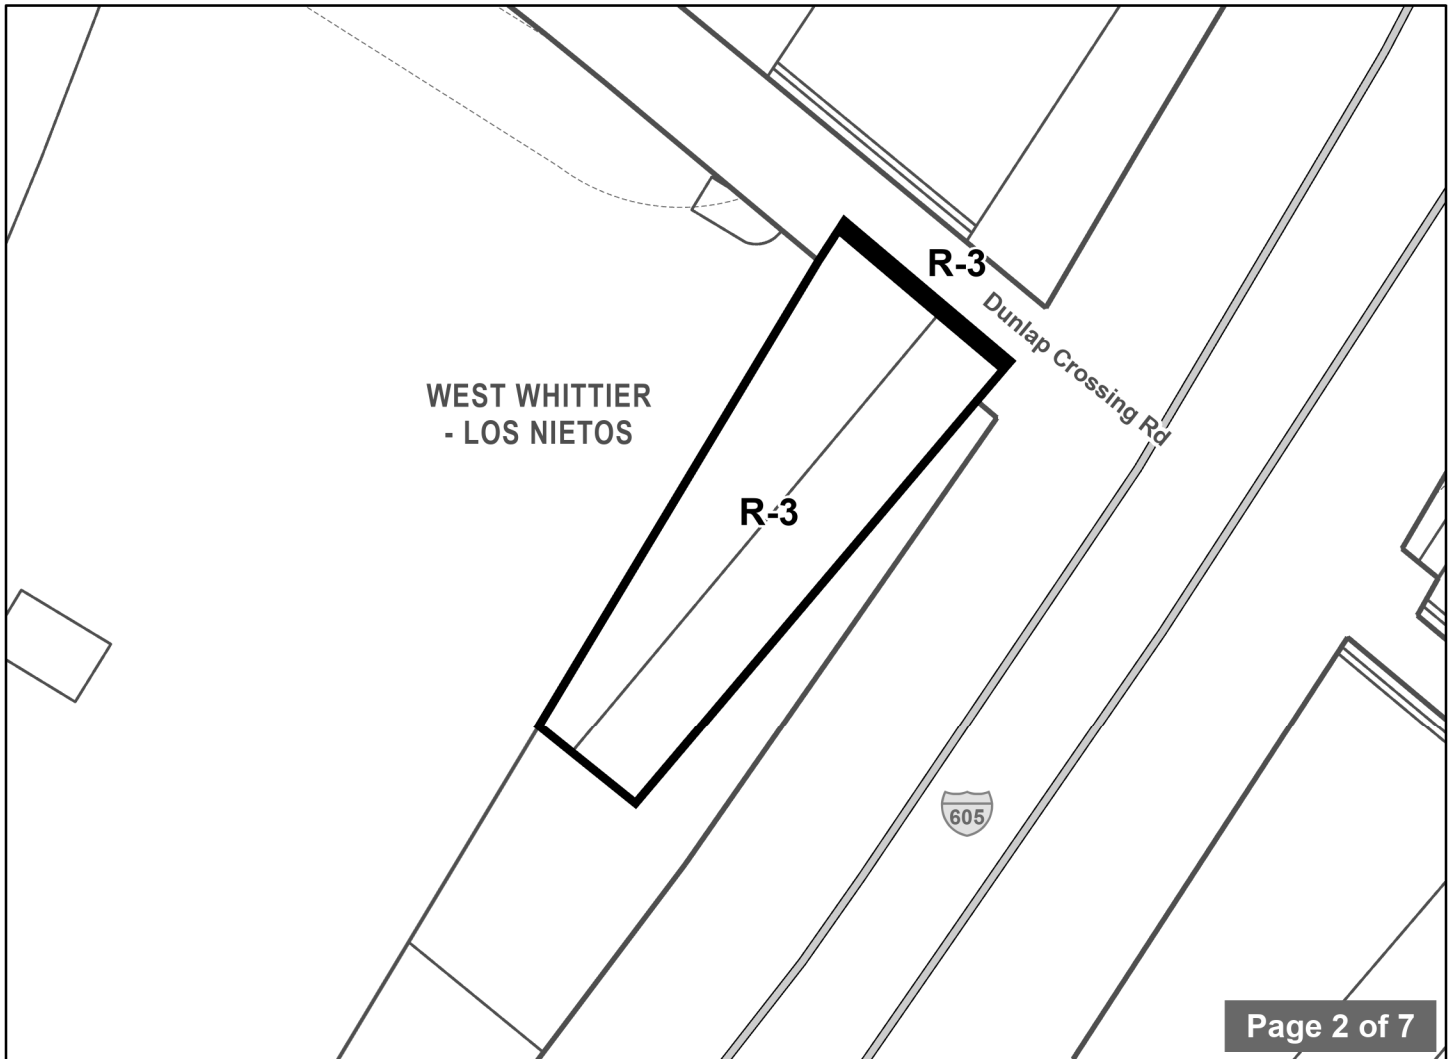 R-3
Dunlap Crossing Rd
WEST WHITTIER
- LOS NIETOS
R-3
605
Page 2 of 7